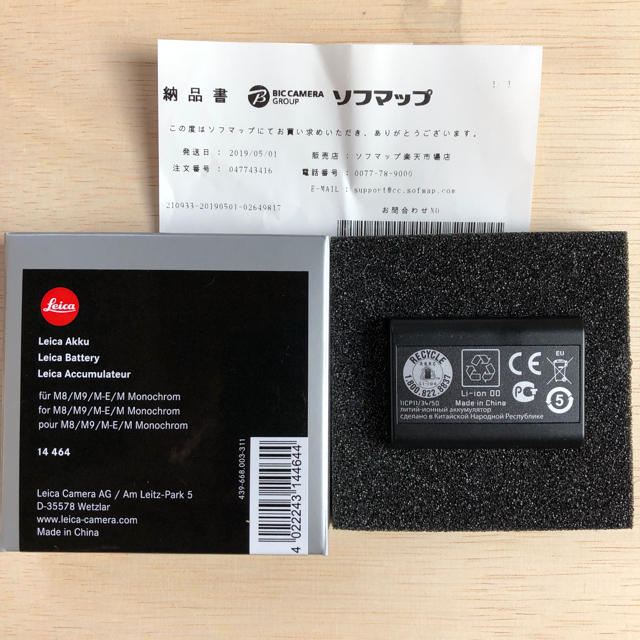 納品書 BIC CAMERA GROUP ソフマップ
この度はソフマップにてお買い求めいただき、ありがとうございます。
発送日：2019/05/01 販売店：ソフマップ楽天市場店
注文番号：047743416 電話番号：0077-78-9000
E-MAIL：support@cc.sofmap.com
お問合わせNO
210933-20190501-02649817
Leica
Leica Akku
Leica Battery
Leica Accumulateur
für M8/M9/M-E/M Monochrom
for M8/M9/M-E/M Monochrom
pour M8/M9/M-E/M Monochrom
14 464
Leica Camera AG / Am Leitz-Park 5
D-35578 Wetzlar
www.leica-camera.com
Made in China
439-668.003-311
4 022243 144644
RECYCLE
LI-ION
1.800.822.8837
Li-ion 00
Made in China
CE
EU
PG
5
1ICP11/34/50
литий-ионный аккумулятор
сделано в Китайской Народной Республике